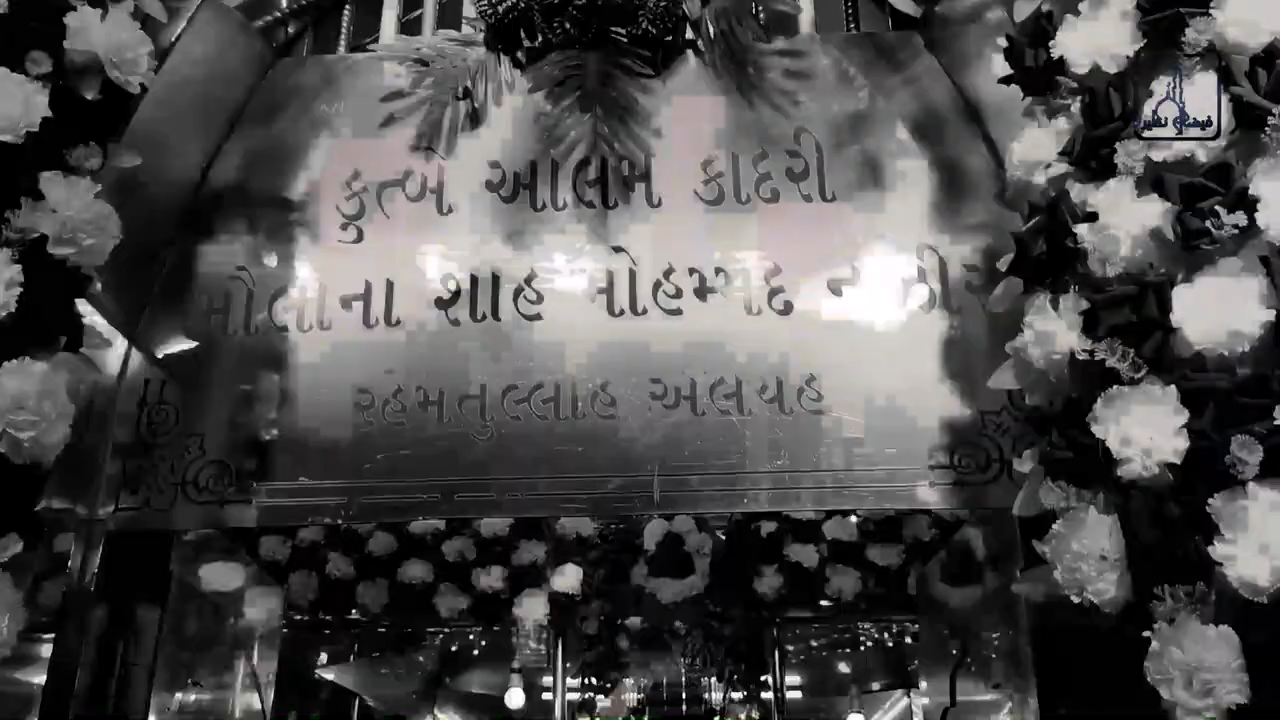 કુત્બે આલમ કાદરી
મૌલાના શાહ મોહમ્મદ
રહમતુલ્લાહ અલયહ